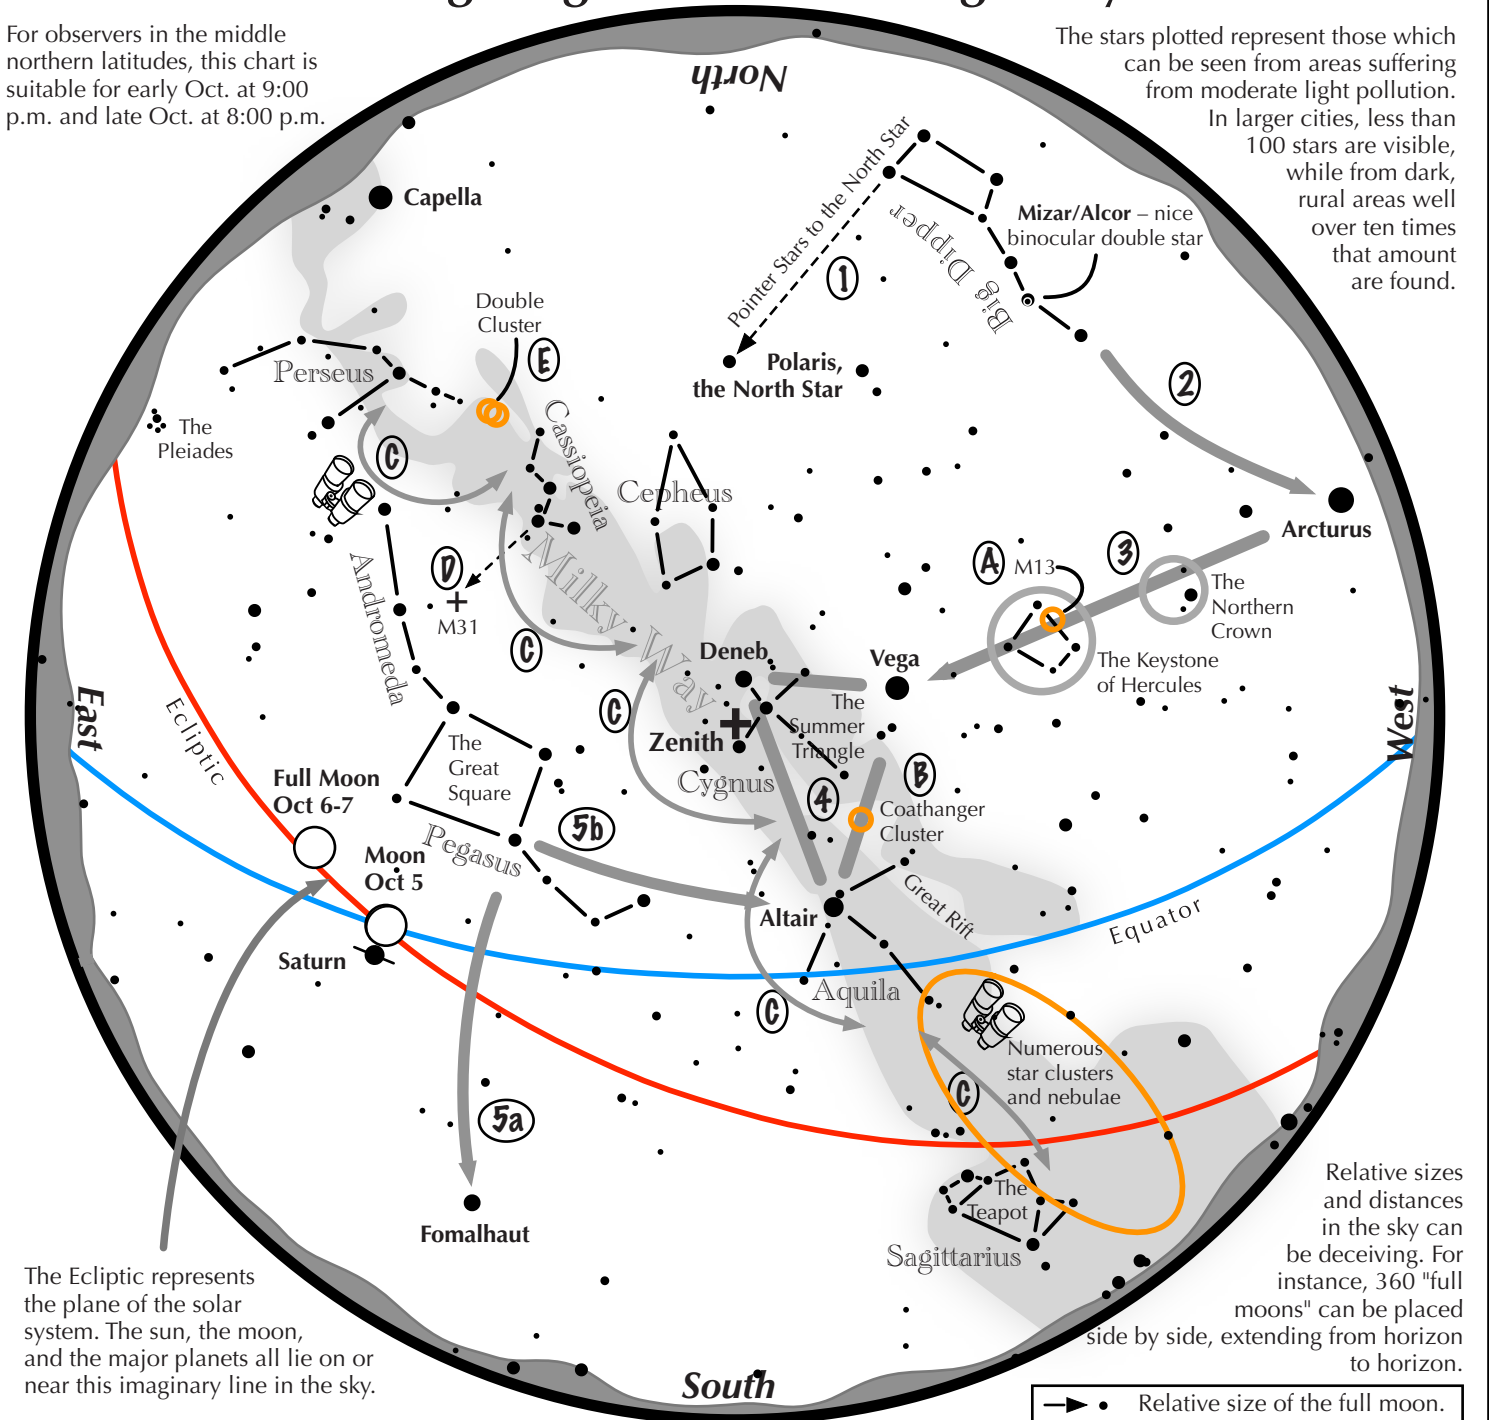 For observers in the middle
northern latitudes, this chart is
suitable for early Oct. at 9:00
p.m. and late Oct. at 8:00 p.m.
The stars plotted represent those which
can be seen from areas suffering
from moderate light pollution.
In larger cities, less than
100 stars are visible,
while from dark,
rural areas well
over ten times
that amount
are found.
North
Capella
Pointer Stars to the North Star
1
Big Dipper
Mizar/Alcor – nice
binocular double star
Double
Cluster
E
Polaris,
the North Star
2
Perseus
The
Pleiades
C
Cassiopeia
Cepheus
Arcturus
Andromeda
D
M31
Milky Way
C
A
M13
3
The
Northern
Crown
The Keystone
of Hercules
Deneb
Vega
The
Summer
Triangle
C
Zenith
Cygnus
East
West
Ecliptic
The
Great
Square
Full Moon
Oct 6-7
Pegasus
5b
4
B
Coathanger
Cluster
Moon
Oct 5
Great Rift
Altair
Equator
Saturn
Aquila
C
Numerous
star clusters
and nebulae
C
5a
The
Teapot
Fomalhaut
Sagittarius
The Ecliptic represents
the plane of the solar
system. The sun, the moon,
and the major planets all lie on or
near this imaginary line in the sky.
South
Relative sizes
and distances
in the sky can
be deceiving. For
instance, 360 "full
moons" can be placed
side by side, extending from horizon
to horizon.
Relative size of the full moon.